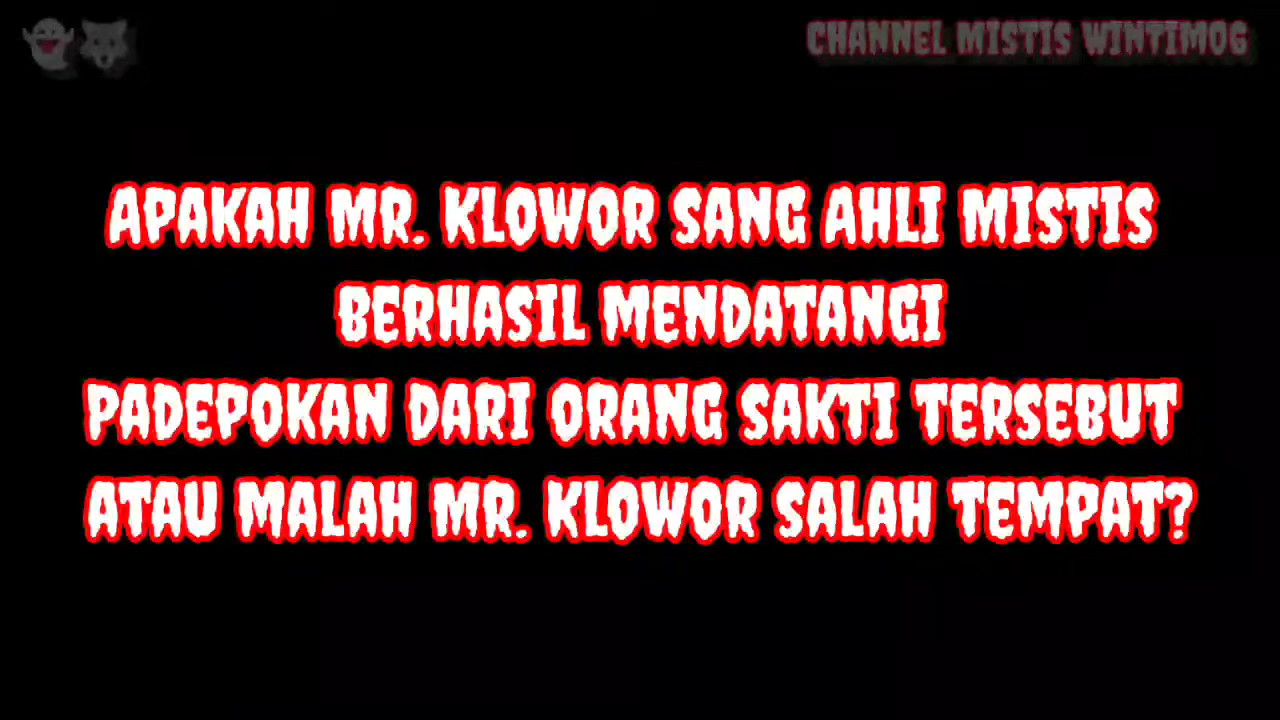 CHANNEL MISTIS WINTIMOG
APAKAH MR. KLOWOR SANG AHLI MISTIS
BERHASIL MENDATANGI
PADEPOKAN DARI ORANG SAKTI TERSEBUT
ATAU MALAH MR. KLOWOR SALAH TEMPAT?